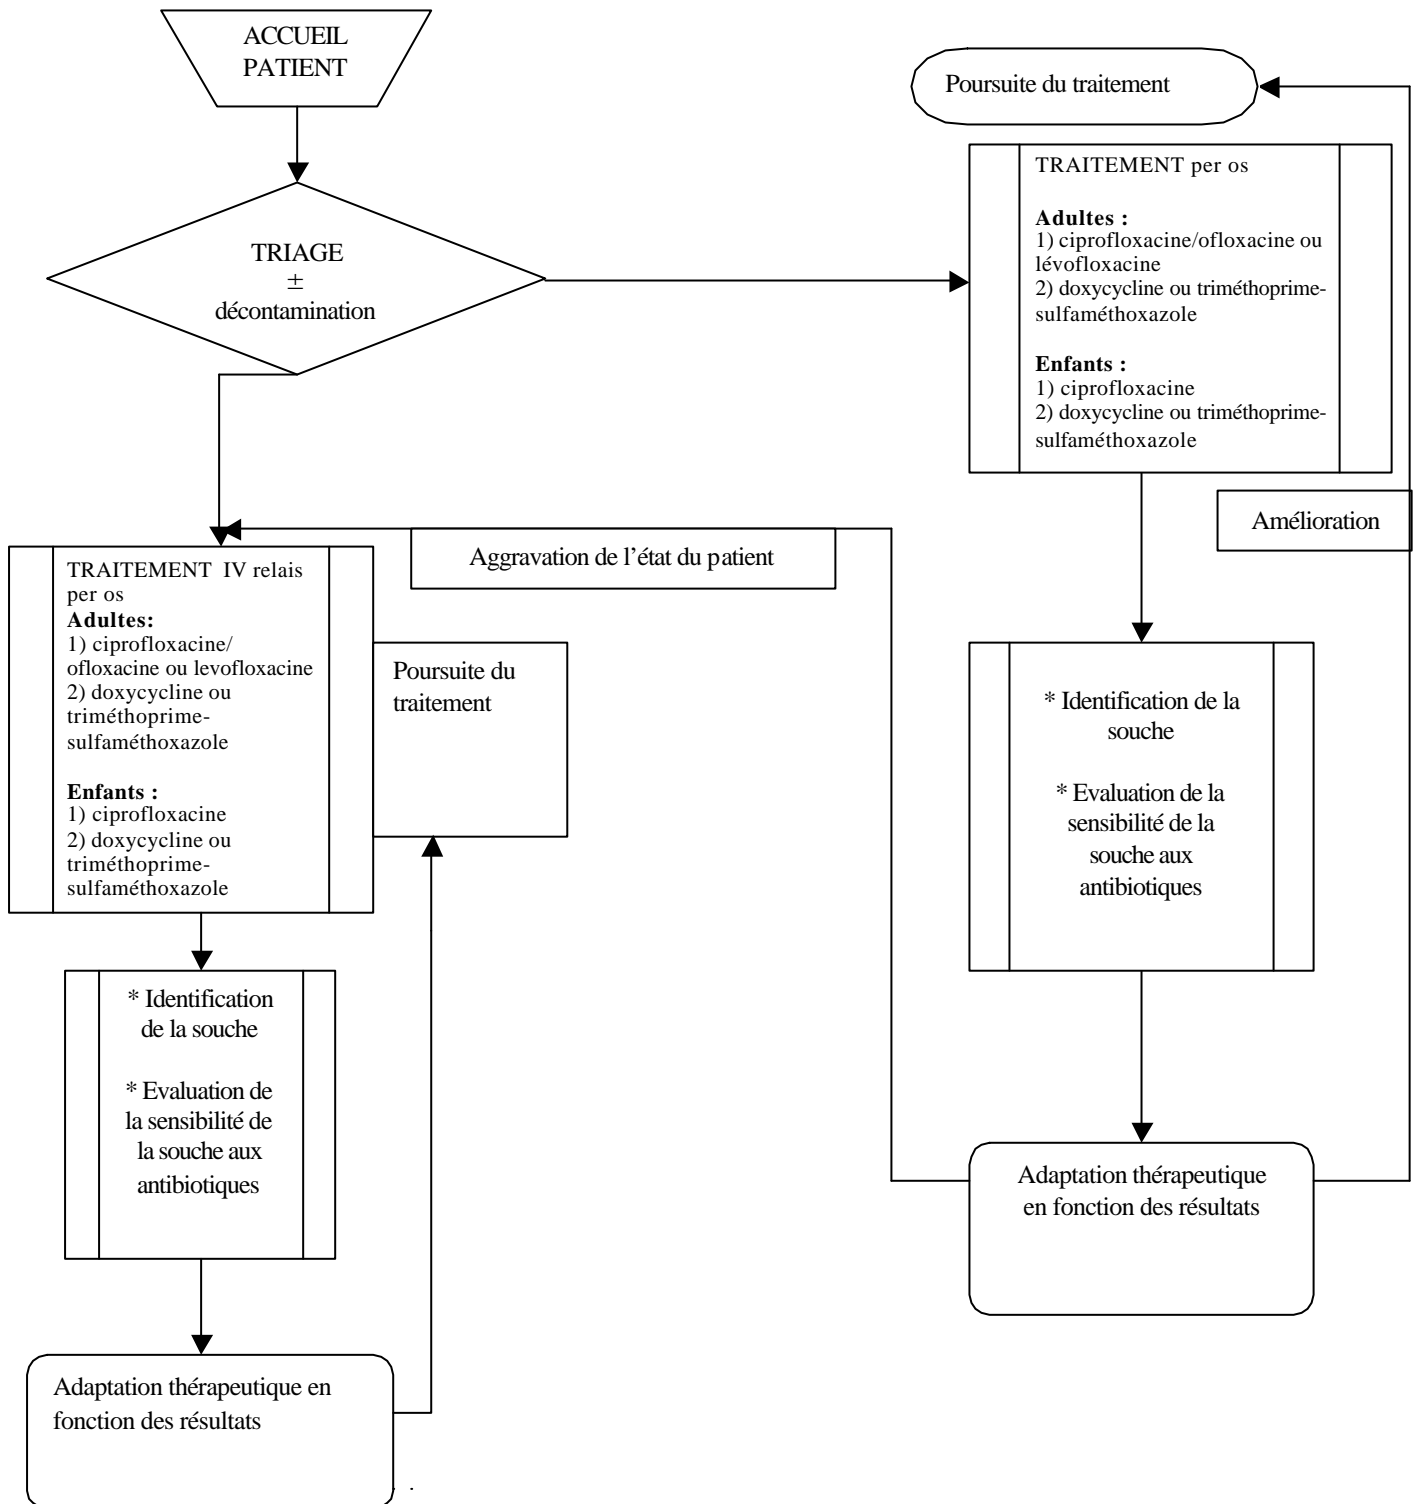 ACCUEIL
PATIENT
Poursuite du traitement
TRIAGE
±
décontamination
TRAITEMENT per os
Adultes :
1) ciprofloxacine/ofloxacine ou
lévofloxacine
2) doxycycline ou triméthoprime-
sulfaméthoxazole
Enfants :
1) ciprofloxacine
2) doxycycline ou triméthoprime-
sulfaméthoxazole
Amélioration
Aggravation de l’état du patient
TRAITEMENT IV relais
per os
Adultes:
1) ciprofloxacine/
ofloxacine ou levofloxacine
2) doxycycline ou
triméthoprime-
sulfaméthoxazole
Enfants :
1) ciprofloxacine
2) doxycycline ou
triméthoprime-
sulfaméthoxazole
Poursuite du
traitement
* Identification de la
souche
* Evaluation de la
sensibilité de la
souche aux
antibiotiques
* Identification
de la souche
* Evaluation de
la sensibilité de
la souche aux
antibiotiques
Adaptation thérapeutique
en fonction des résultats
Adaptation thérapeutique en
fonction des résultats